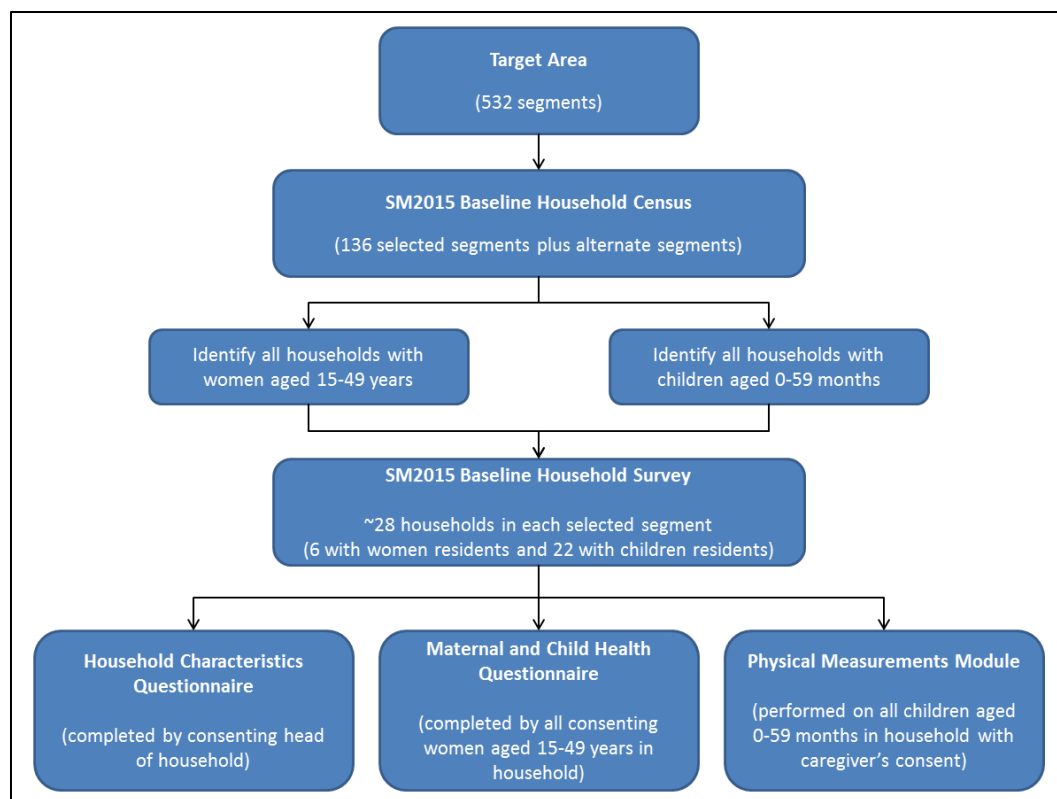 Target Area
(532 segments)
SM2015 Baseline Household Census
(136 selected segments plus alternate segments)
Identify all households with
women aged 15-49 years
Identify all households with
children aged 0-59 months
SM2015 Baseline Household Survey
~28 households in each selected segment
(6 with women residents and 22 with children residents)
Household Characteristics
Questionnaire
(completed by consenting head
of household)
Maternal and Child Health
Questionnaire
(completed by all consenting
women aged 15-49 years in
household)
Physical Measurements Module
(performed on all children aged
0-59 months in household with
caregiver's consent)